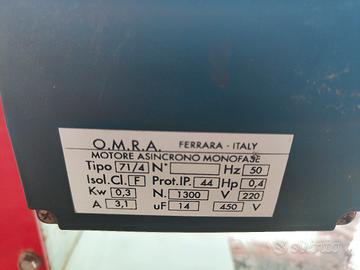 O.M.R.A. FERRARA - ITALY
MOTORE ASINCRONO MONOFASE
Tipo 71/4 N° Hz 50
Isol.Cl. F Prot.IP. 44 Hp 0,4
Kw 0,3 N. 1300 V 220
A 3,1 uF 14 450 V
subito